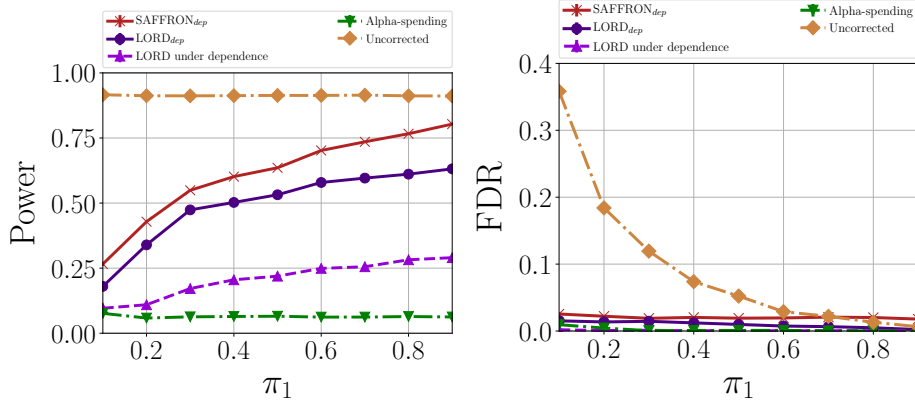 SAFFRON_dep
LORD_dep
LORD under dependence
Alpha-spending
Uncorrected
1.00
0.75
0.50
0.25
0.00
Power
0.2 0.4 0.6 0.8
π₁
SAFFRON_dep
LORD_dep
LORD under dependence
Alpha-spending
Uncorrected
0.4
0.3
0.2
0.1
0.0
FDR
0.2 0.4 0.6 0.8
π₁